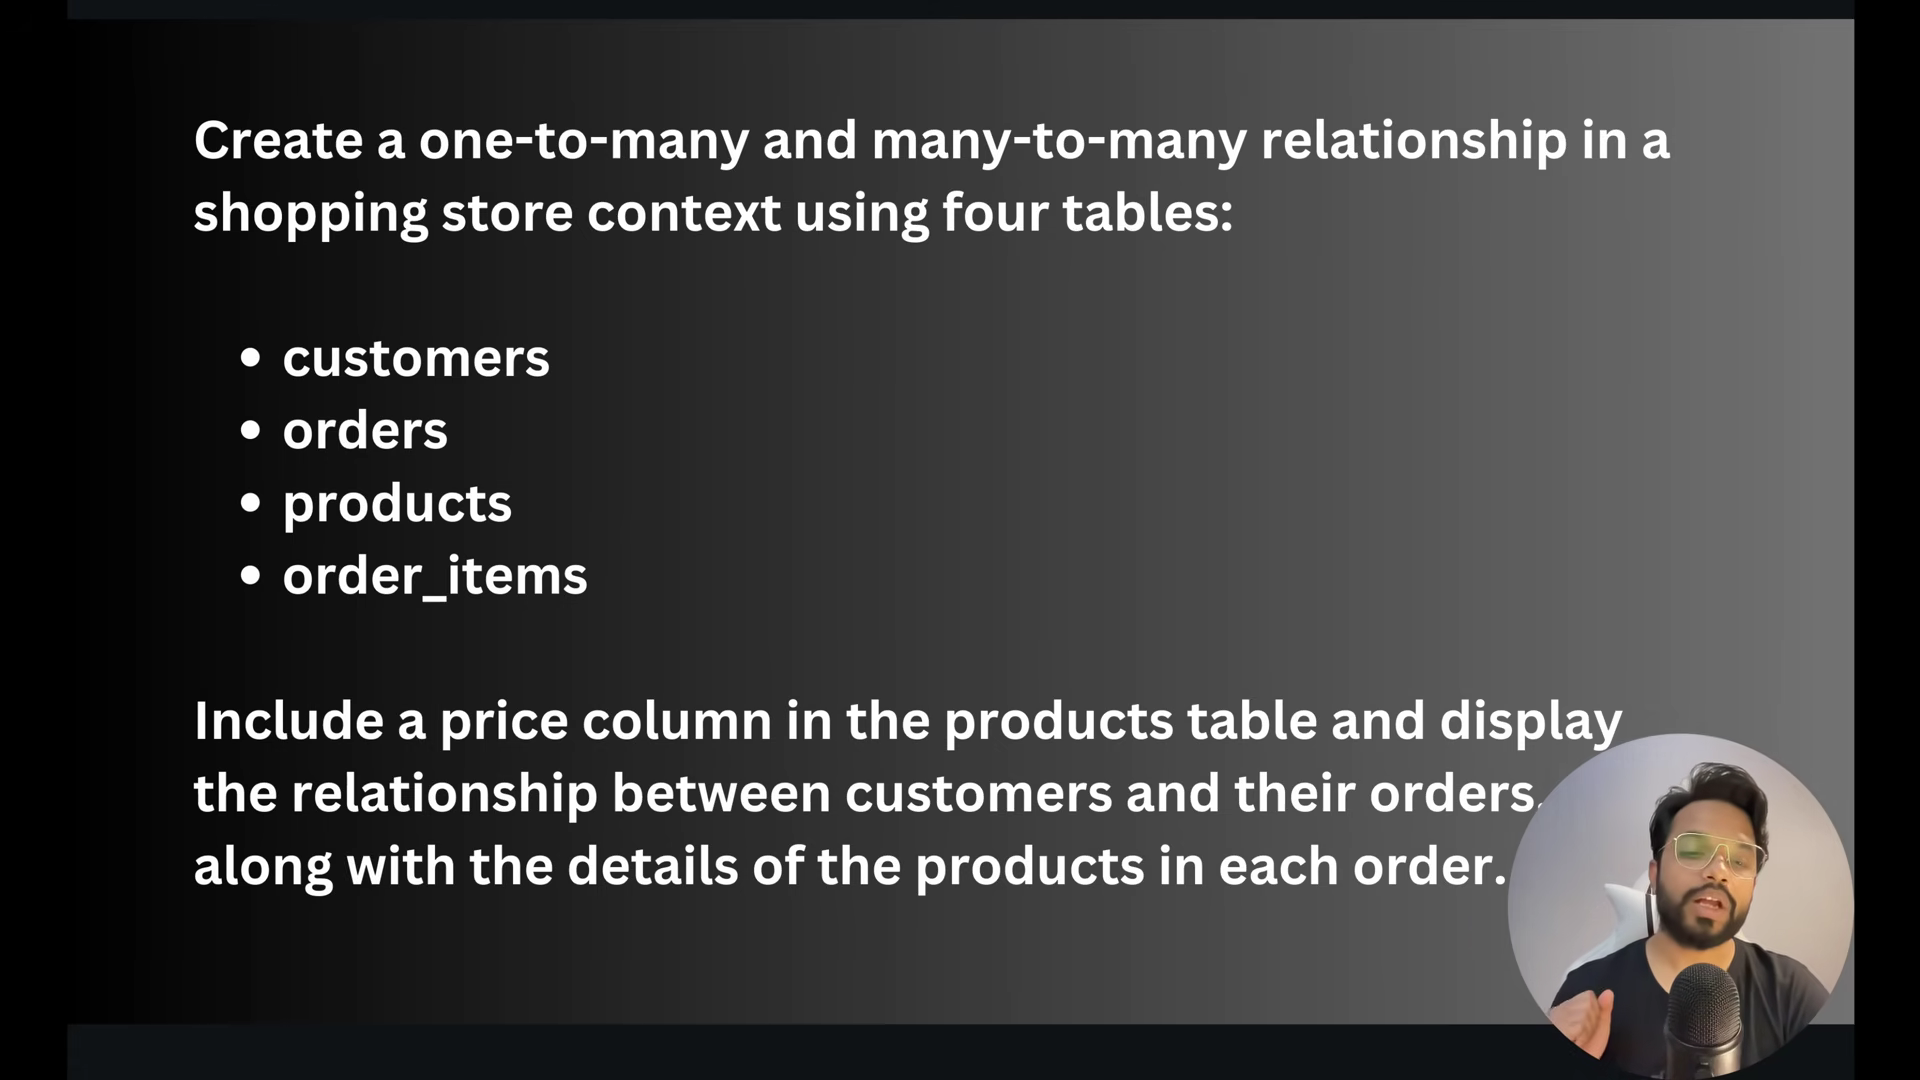 Create a one-to-many and many-to-many relationship in a
shopping store context using four tables:
• customers
• orders
• products
• order_items
Include a price column in the products table and display
the relationship between customers and their orders,
along with the details of the products in each order.